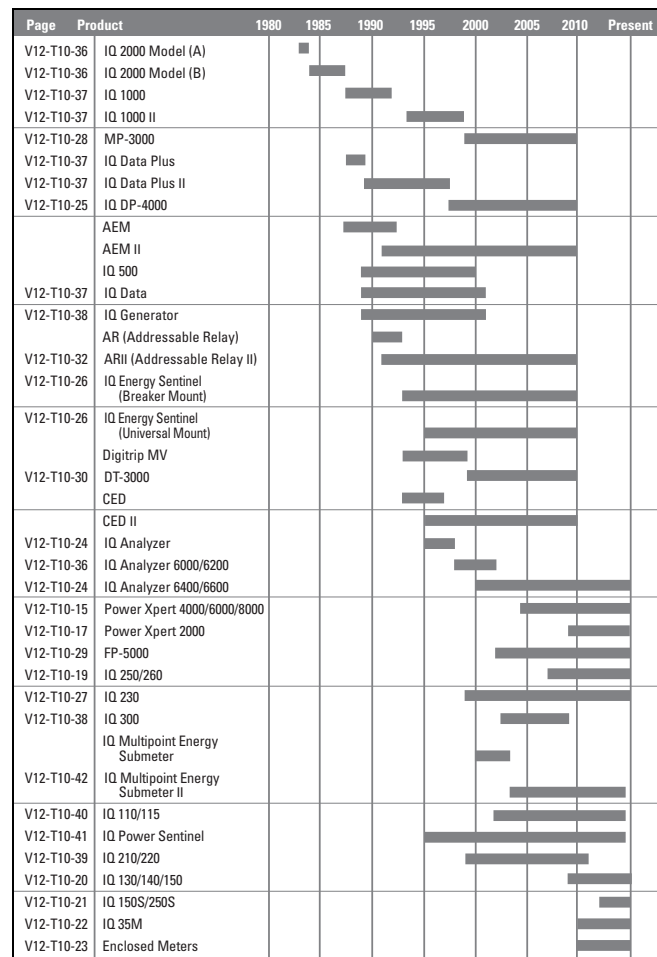 Page Product 1980 1985 1990 1995 2000 2005 2010 Present
V12-T10-36 IQ 2000 Model (A)
V12-T10-36 IQ 2000 Model (B)
V12-T10-37 IQ 1000
V12-T10-37 IQ 1000 II
V12-T10-28 MP-3000
V12-T10-37 IQ Data Plus
V12-T10-37 IQ Data Plus II
V12-T10-25 IQ DP-4000
AEM
AEM II
IQ 500
V12-T10-37 IQ Data
V12-T10-38 IQ Generator
AR (Addressable Relay)
V12-T10-32 ARII (Addressable Relay II)
V12-T10-26 IQ Energy Sentinel
(Breaker Mount)
V12-T10-26 IQ Energy Sentinel
(Universal Mount)
Digitrip MV
V12-T10-30 DT-3000
CED
CED II
V12-T10-24 IQ Analyzer
V12-T10-36 IQ Analyzer 6000/6200
V12-T10-24 IQ Analyzer 6400/6600
V12-T10-15 Power Xpert 4000/6000/8000
V12-T10-17 Power Xpert 2000
V12-T10-29 FP-5000
V12-T10-19 IQ 250/260
V12-T10-27 IQ 230
V12-T10-38 IQ 300
IQ Multipoint Energy
Submeter
V12-T10-42 IQ Multipoint Energy
Submeter II
V12-T10-40 IQ 110/115
V12-T10-41 IQ Power Sentinel
V12-T10-39 IQ 210/220
V12-T10-20 IQ 130/140/150
V12-T10-21 IQ 150S/250S
V12-T10-22 IQ 35M
V12-T10-23 Enclosed Meters